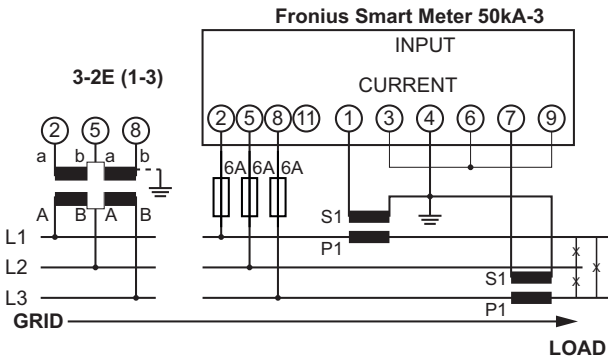 Fronius Smart Meter 50kA-3
INPUT
CURRENT
3-2E (1-3)
2 5 8
2 5 8 11 1 3 4 6 7 9
a b a b
6A 6A 6A
A B A B
S1
L1
P1
L2
S1
L3
P1
x
x x
GRID
LOAD